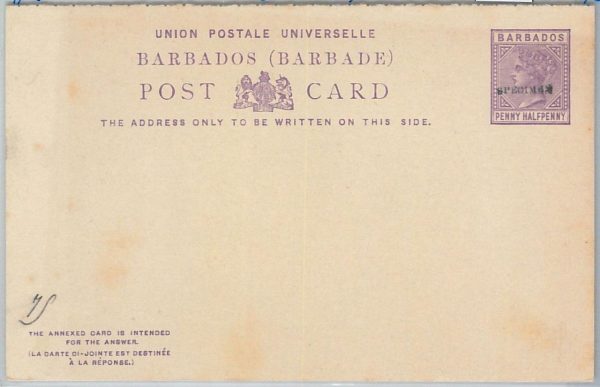 UNION POSTALE UNIVERSELLE
BARBADOS (BARBADE)
POST CARD
THE ADDRESS ONLY TO BE WRITTEN ON THIS SIDE.
BARBADOS
SPECIMEN
PENNY HALFPENNY
THE ANNEXED CARD IS INTENDED
FOR THE ANSWER.
(LA CARTE CI-JOINTE EST DESTINÉE
À LA RÉPONSE.)